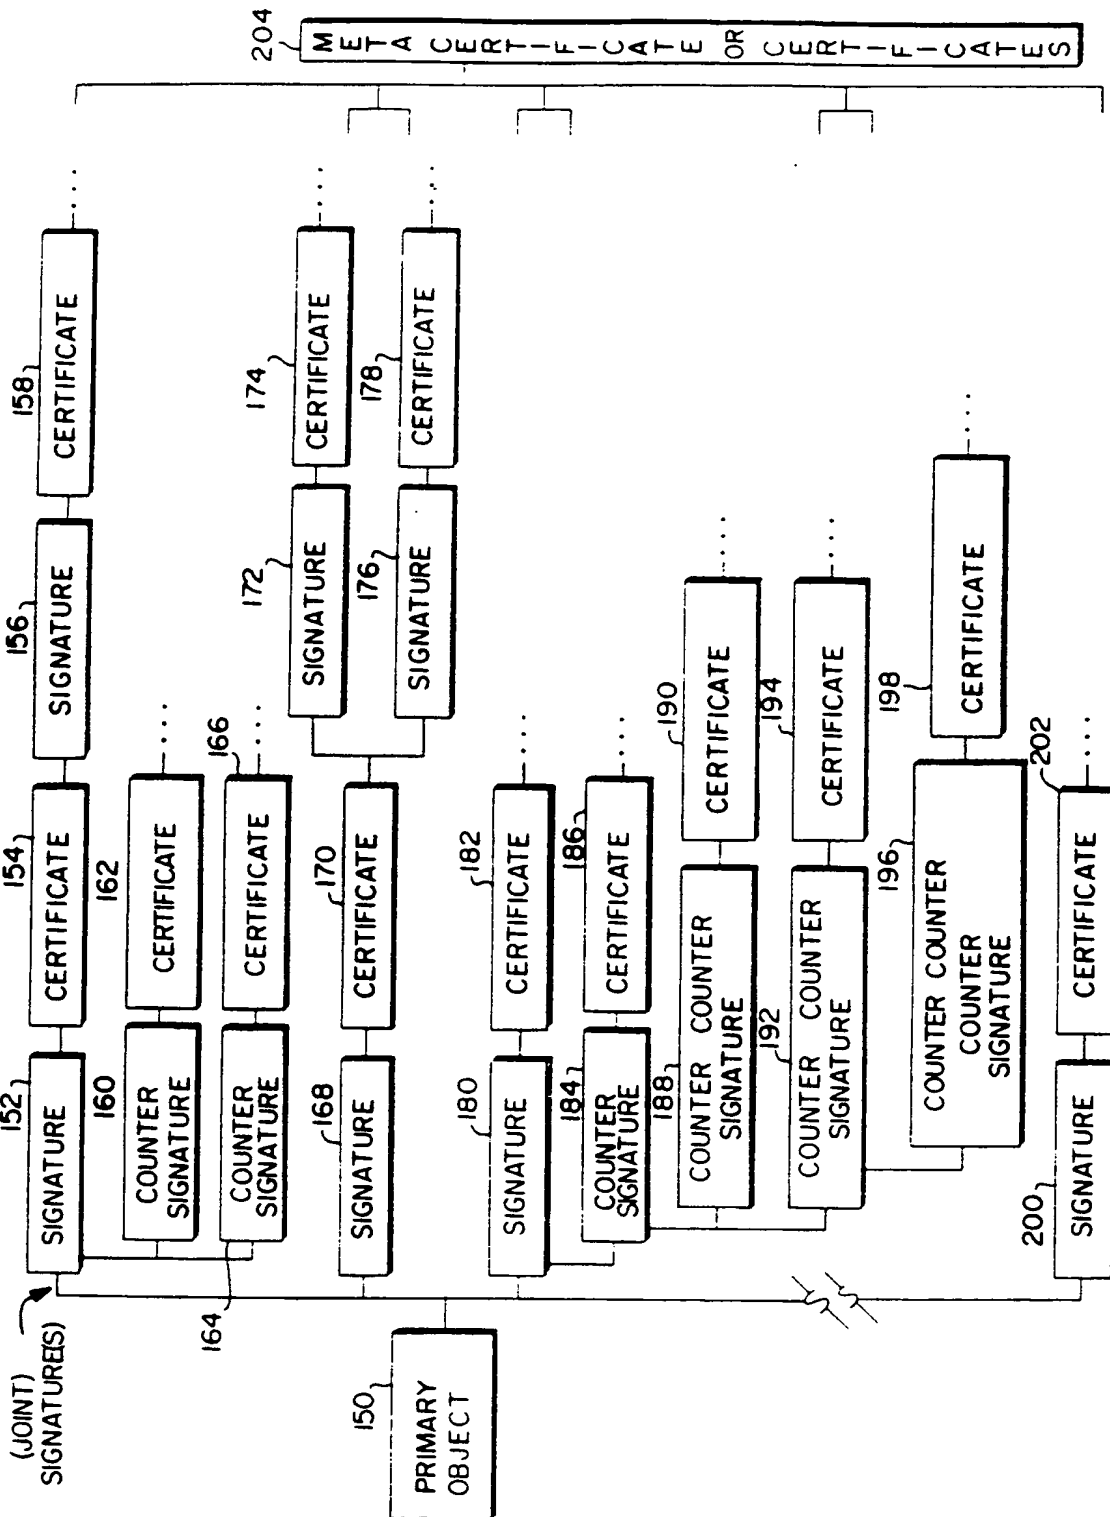 (JOINT)
SIGNATURE(S)
150
PRIMARY
OBJECT
152
SIGNATURE
154
CERTIFICATE
156
SIGNATURE
158
CERTIFICATE
....
160
COUNTER
SIGNATURE
162
CERTIFICATE
....
164
COUNTER
SIGNATURE
166
CERTIFICATE
....
168
SIGNATURE
170
CERTIFICATE
172
SIGNATURE
174
CERTIFICATE
....
176
SIGNATURE
178
CERTIFICATE
....
180
SIGNATURE
182
CERTIFICATE
....
184
COUNTER
SIGNATURE
186
CERTIFICATE
....
188
COUNTER COUNTER
SIGNATURE
190
CERTIFICATE
....
192
COUNTER COUNTER
SIGNATURE
194
CERTIFICATE
....
196
COUNTER COUNTER
COUNTER
SIGNATURE
198
CERTIFICATE
....
200
SIGNATURE
202
CERTIFICATE
....
204
META CERTIFICATE OR CERTIFICATES